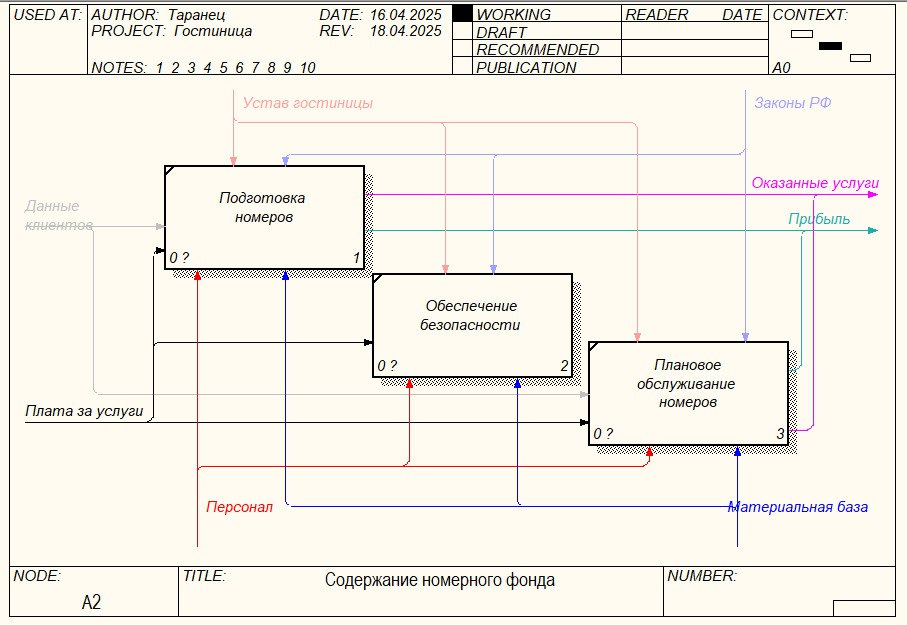 USED AT:
AUTHOR: Таранец
DATE: 16.04.2025
PROJECT: Гостиница
REV: 18.04.2025
NOTES: 1 2 3 4 5 6 7 8 9 10
WORKING
DRAFT
RECOMMENDED
PUBLICATION
READER DATE
CONTEXT:
A0
Устав гостиницы
Законы РФ
Данные
клиентов
Подготовка
номеров
0 ? 1
Оказанные услуги
Прибыль
Обеспечение
безопасности
0 ? 2
Плановое
обслуживание
номеров
0 ? 3
Плата за услуги
Персонал
Материальная база
NODE:
A2
TITLE:
Содержание номерного фонда
NUMBER: